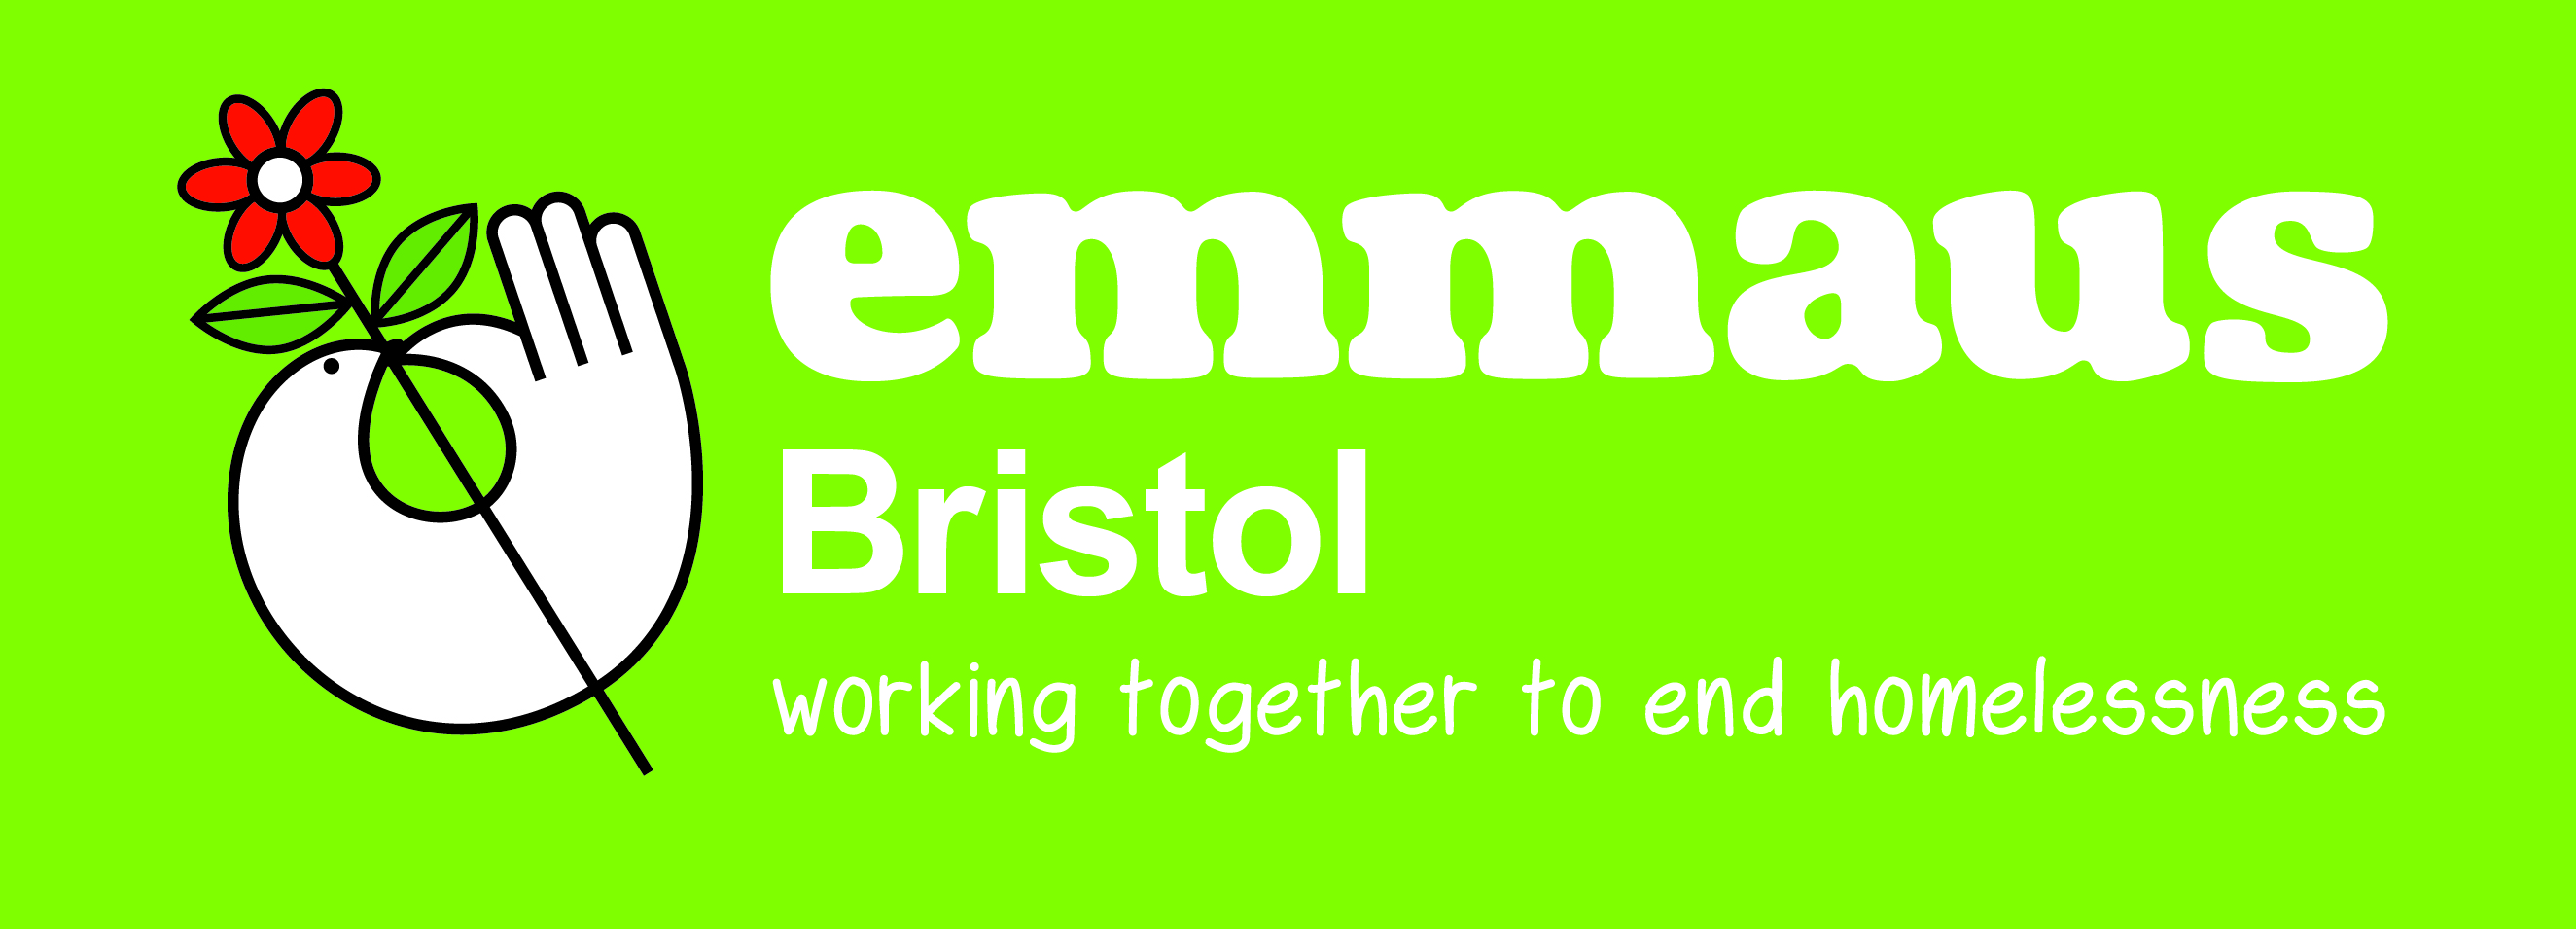 emmaus
Bristol
working together to end homelessness